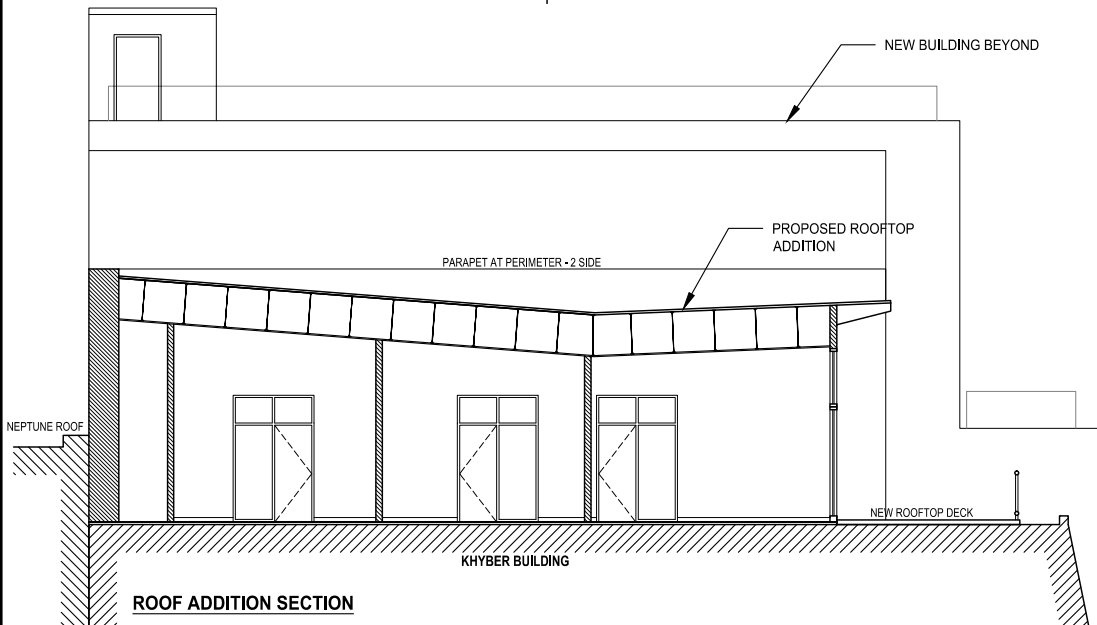 NEW BUILDING BEYOND
PROPOSED ROOFTOP
ADDITION
PARAPET AT PERIMETER - 2 SIDE
NEPTUNE ROOF
NEW ROOFTOP DECK
KHYBER BUILDING
ROOF ADDITION SECTION